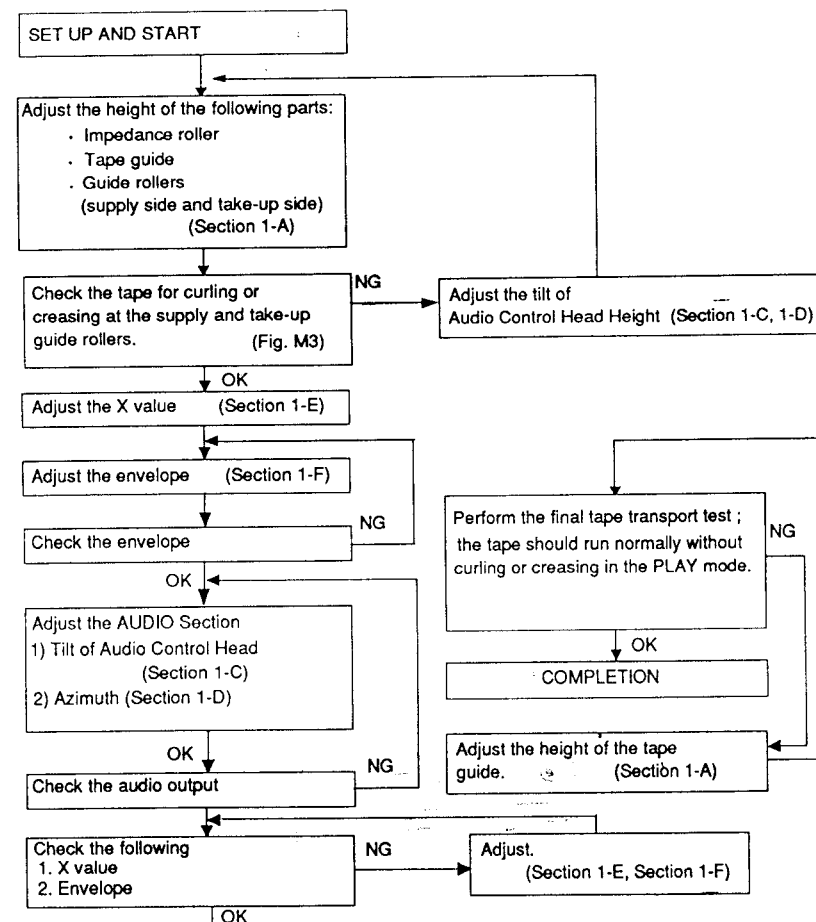 SET UP AND START
Adjust the height of the following parts:
· Impedance roller
· Tape guide
· Guide rollers
(supply side and take-up side)
(Section 1-A)
Check the tape for curling or
creasing at the supply and take-up
guide rollers. (Fig. M3)
NG
Adjust the tilt of
Audio Control Head Height (Section 1-C, 1-D)
OK
Adjust the X value (Section 1-E)
Adjust the envelope (Section 1-F)
Check the envelope
NG
OK
Adjust the AUDIO Section
1) Tilt of Audio Control Head
(Section 1-C)
2) Azimuth (Section 1-D)
OK
Check the audio output
NG
Check the following
1. X value
2. Envelope
NG
Adjust.
(Section 1-E, Section 1-F)
OK
Perform the final tape transport test ;
the tape should run normally without
curling or creasing in the PLAY mode.
NG
OK
COMPLETION
Adjust the height of the tape
guide. (Section 1-A)